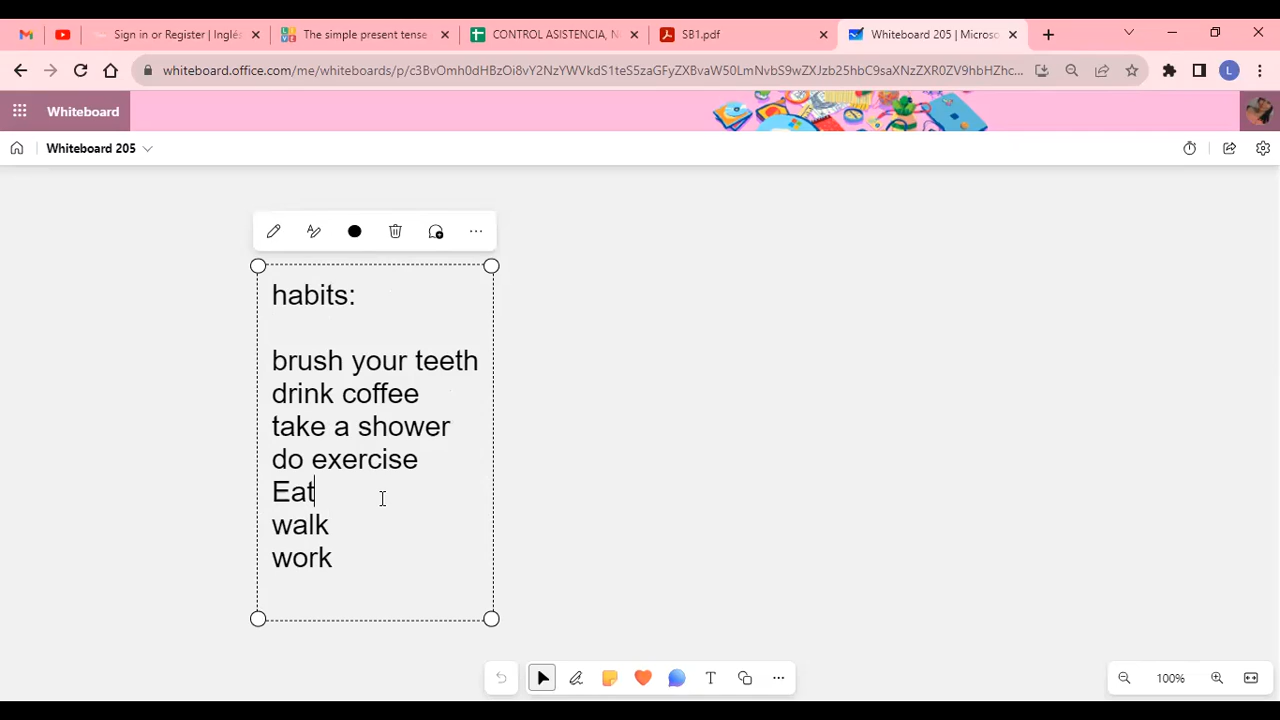 Sign in or Register | Inglé
The simple present tense
CONTROL ASISTENCIA, N
SB1.pdf
Whiteboard 205 | Microso
whiteboard.office.com/me/whiteboards/p/c3BvOmh0dHBzOi8vY2NzYWVkdS1teS5zaGFyZXBvaW50LmNvbS9wZXJzb25hbC9saXNzZXR0ZV9hbHZhc...
L
Whiteboard
Whiteboard 205
habits:
brush your teeth
drink coffee
take a shower
do exercise
Eat
walk
work
100%